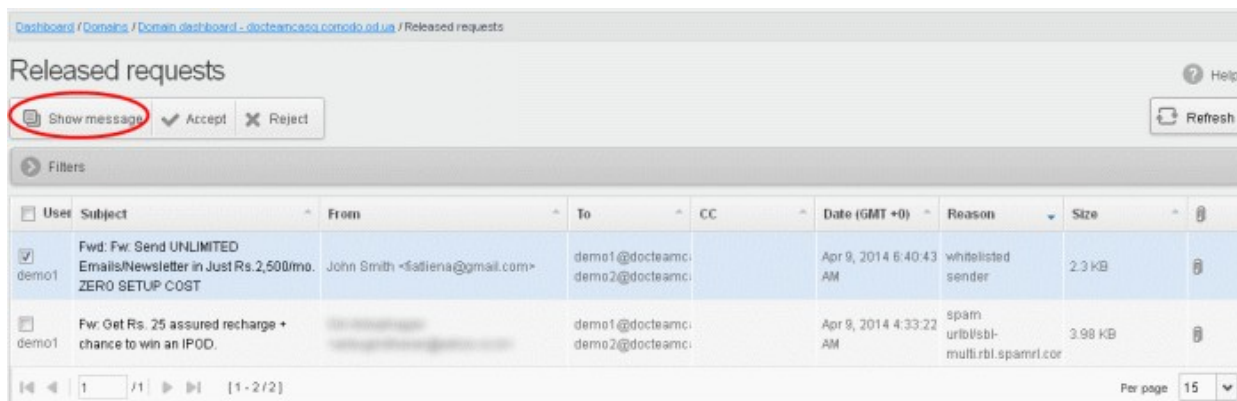 Dashboard / Domains / Domain dashboard - docteamcasg.comodo.od.ua / Released requests
Released requests
Help
Show message Accept Reject
Refresh
Filters
User Subject From To CC Date (GMT +0) Reason Size
demo1
Fwd: Fw: Send UNLIMITED
Emails/Newsletter in Just Rs.2,500/mo.
ZERO SETUP COST
John Smith <fiatliena@gmail.com>
demo1@docteamc
demo2@docteamc
Apr 9, 2014 6:40:43
AM
whitelisted
sender
2.3 KB
demo1
Fw: Get Rs. 25 assured recharge +
chance to win an IPOD.
demo1@docteamc
demo2@docteamc
Apr 9, 2014 4:33:22
AM
spam
urlbl/sbl-
multi.rbl.spamrl.cor
3.98 KB
1 /1 [1 - 2 / 2]
Per page 15